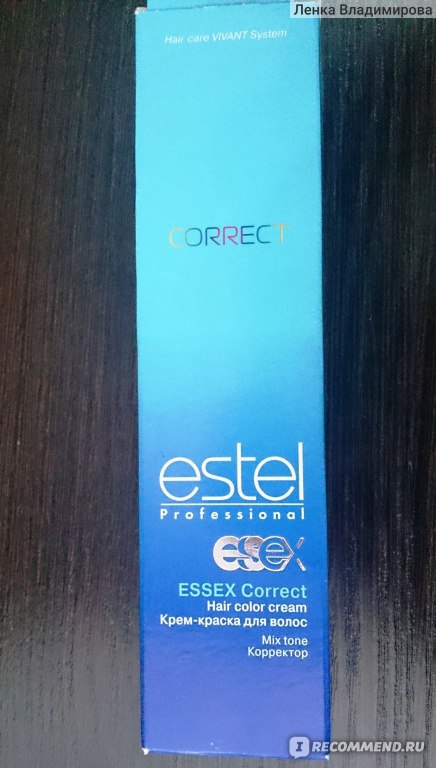 Ленка Владимирова
Hair care VIVANT System
CORRECT
estel
Professional
essex
ESSEX Correct
Hair color cream
Крем-краска для волос
Mix tone
Корректор
IRECOMMEND.RU